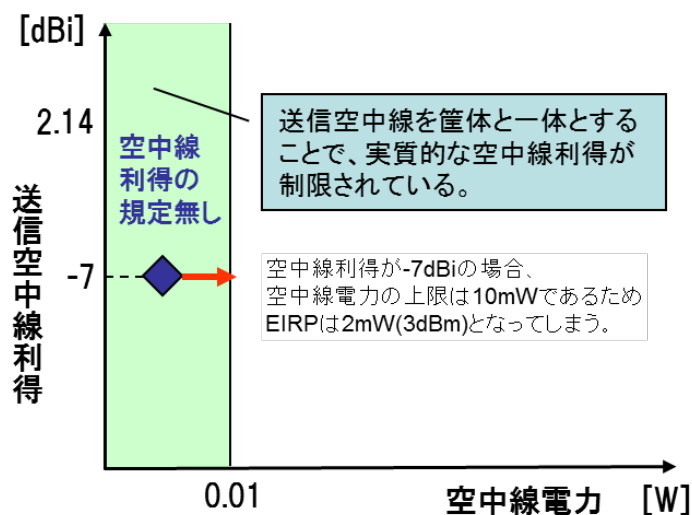 [dBi]
2.14
空中線
利得の
規定無し
送信空中線を筐体と一体とする
ことで、実質的な空中線利得が
制限されている。
送信空中線利得
-7
空中線利得が-7dBiの場合、
空中線電力の上限は10mWであるため
EIRPは2mW(3dBm)となってしまう。
0.01
空中線電力 [W]